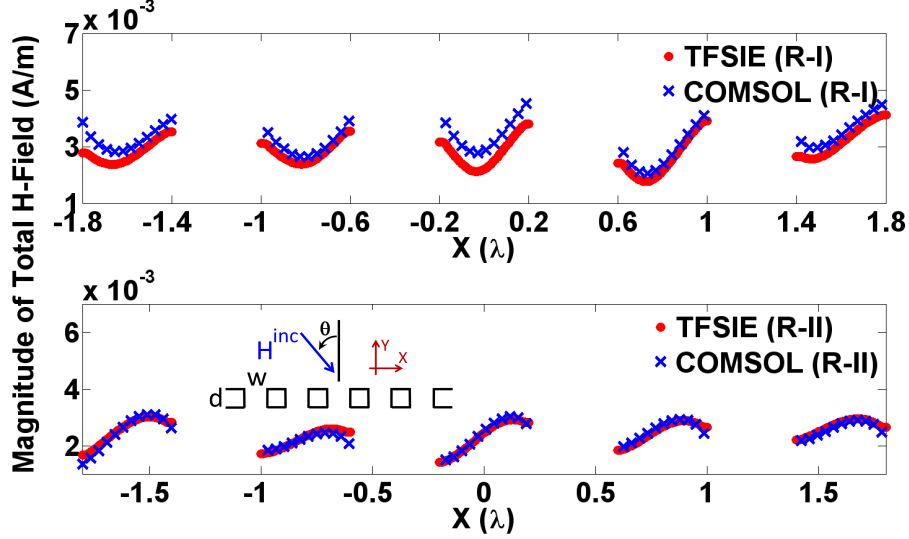 Magnitude of Total H-Field (A/m)
x 10⁻³
7
5
3
1
TFSIE (R-I)
COMSOL (R-I)
-1.8 -1.4 -1 -0.6 -0.2 0.2 0.6 1 1.4 1.8
X (λ)
x 10⁻³
6
4
2
TFSIE (R-II)
COMSOL (R-II)
H^inc
θ
Y
X
w
d
-1.5 -1 -0.5 0 0.5 1 1.5
X (λ)